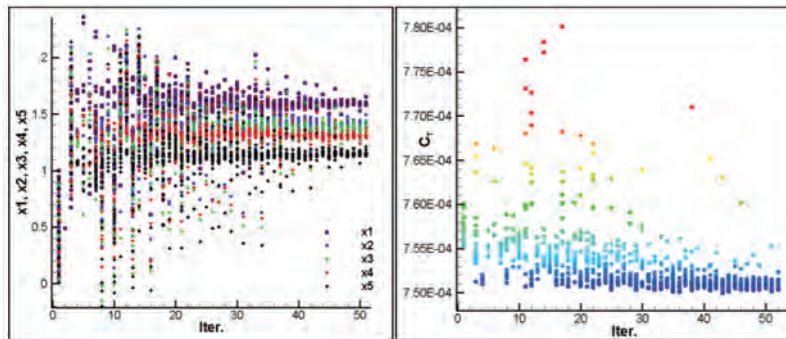 x1, x2, x3, x4, x5
2
1.5
1
0.5
0
0
10
20
30
40
50
Iter.
x1
x2
x3
x4
x5
C_T
7.80E-04
7.75E-04
7.70E-04
7.65E-04
7.60E-04
7.55E-04
7.50E-04
0
10
20
30
40
50
Iter.